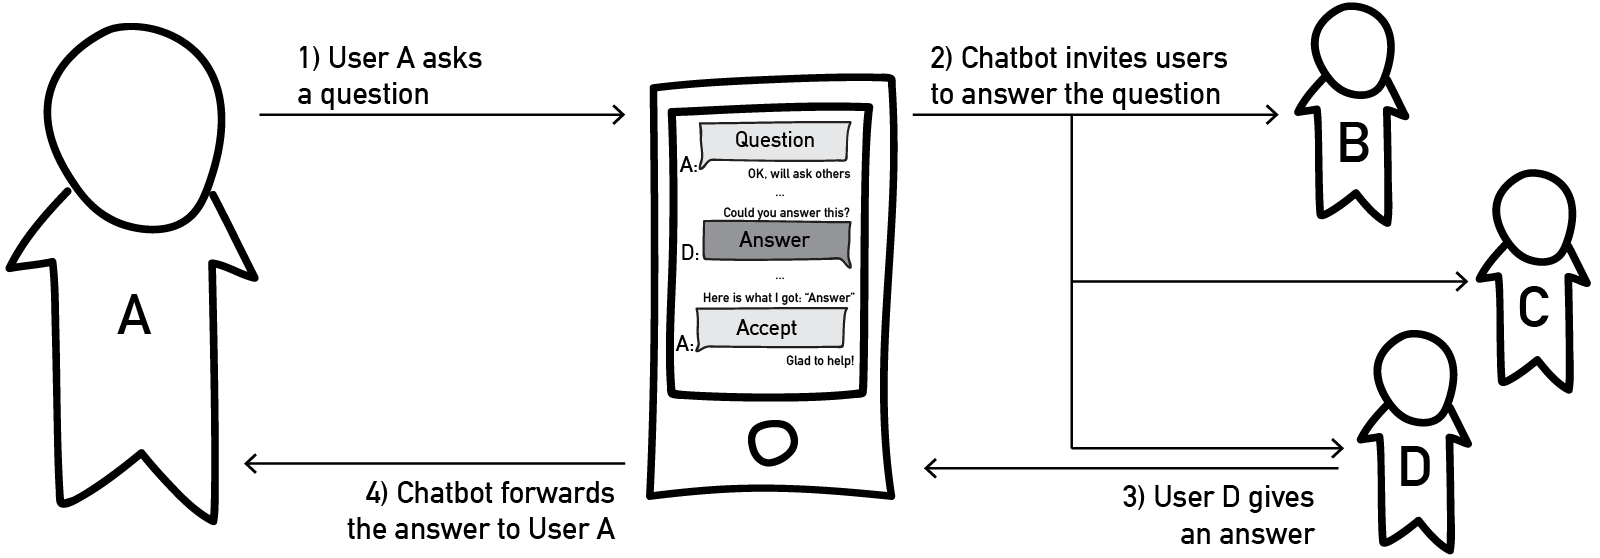 1) User A asks
a question
2) Chatbot invites users
to answer the question
A
A:
Question
OK, will ask others
...
Could you answer this?
D:
Answer
...
Here is what I got: "Answer"
A:
Accept
Glad to help!
B
C
D
4) Chatbot forwards
the answer to User A
3) User D gives
an answer